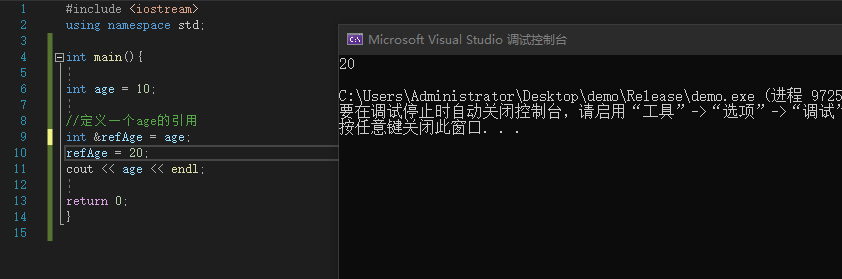 1 #include <iostream>
2 using namespace std;
3
4 int main(){
5
6 int age = 10;
7
8 //定义一个age的引用
9 int &refAge = age;
10 refAge = 20;
11 cout << age << endl;
12
13 return 0;
14 }
15
Microsoft Visual Studio 调试控制台
20
C:\Users\Administrator\Desktop\demo\Release\demo.exe (进程 9725
要在调试停止时自动关闭控制台，请启用“工具”->“选项”->“调试”
按任意键关闭此窗口. . .